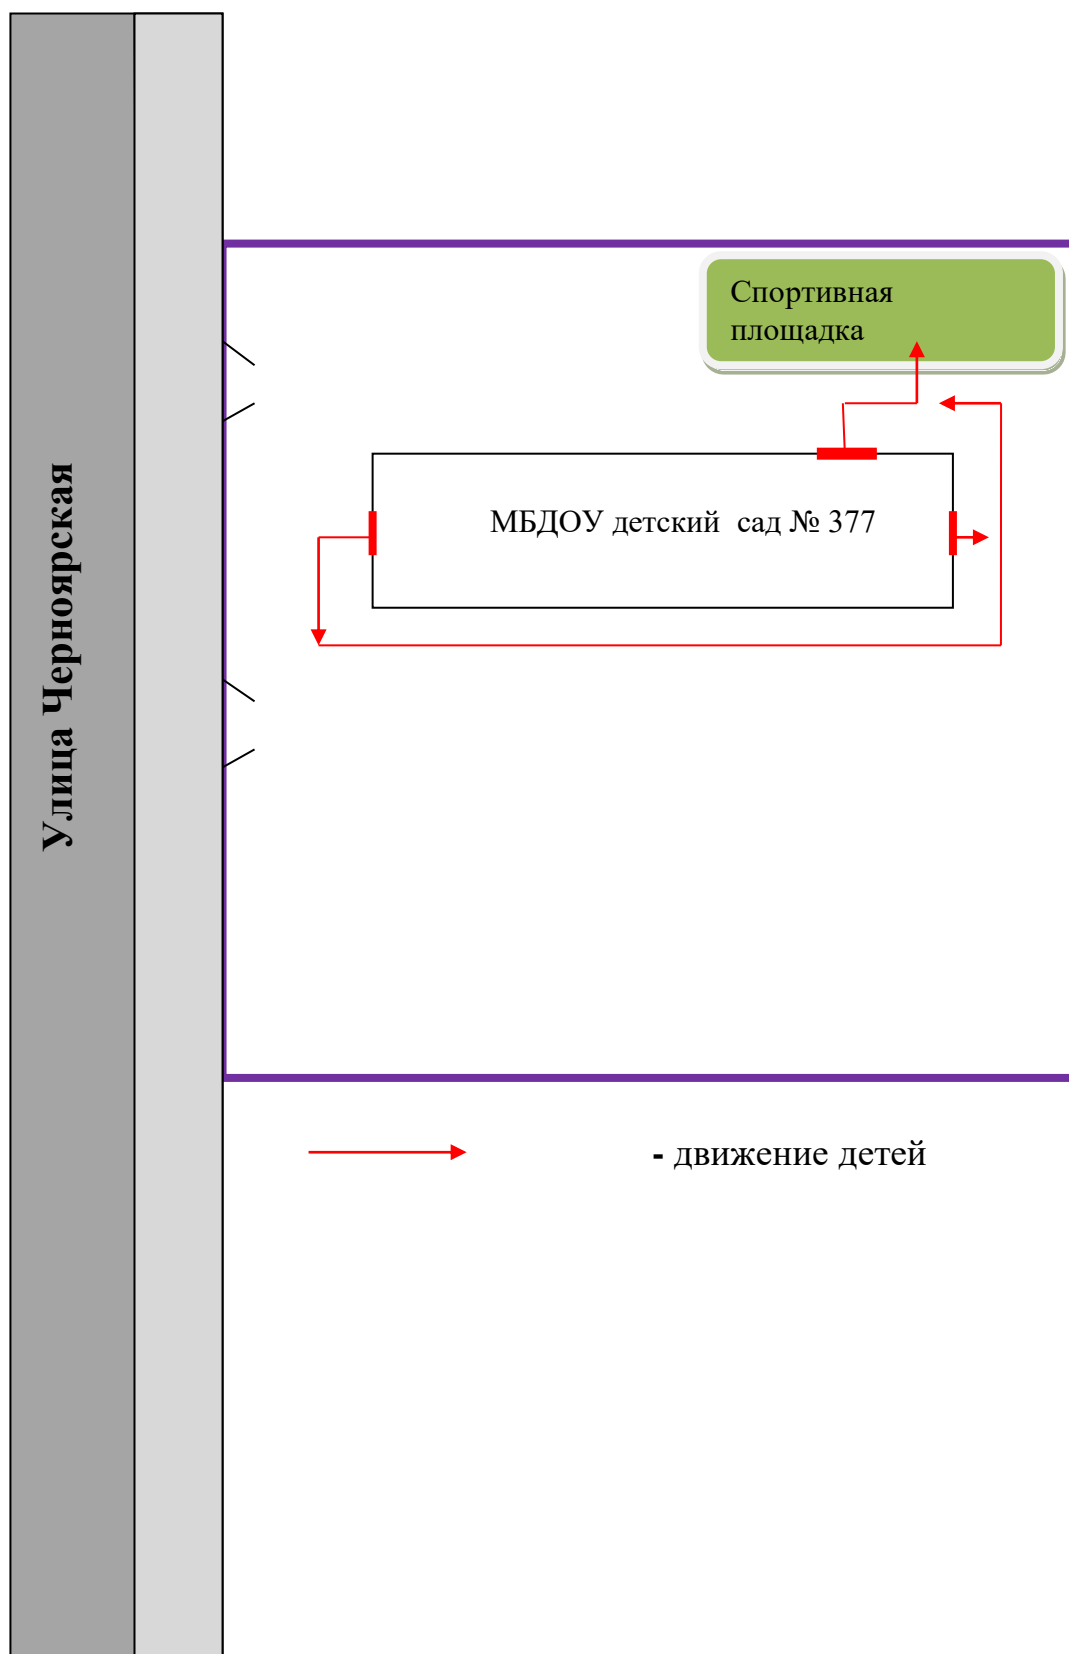 Спортивная
площадка
МБДОУ детский сад № 377
Улица Черноярская
- движение детей